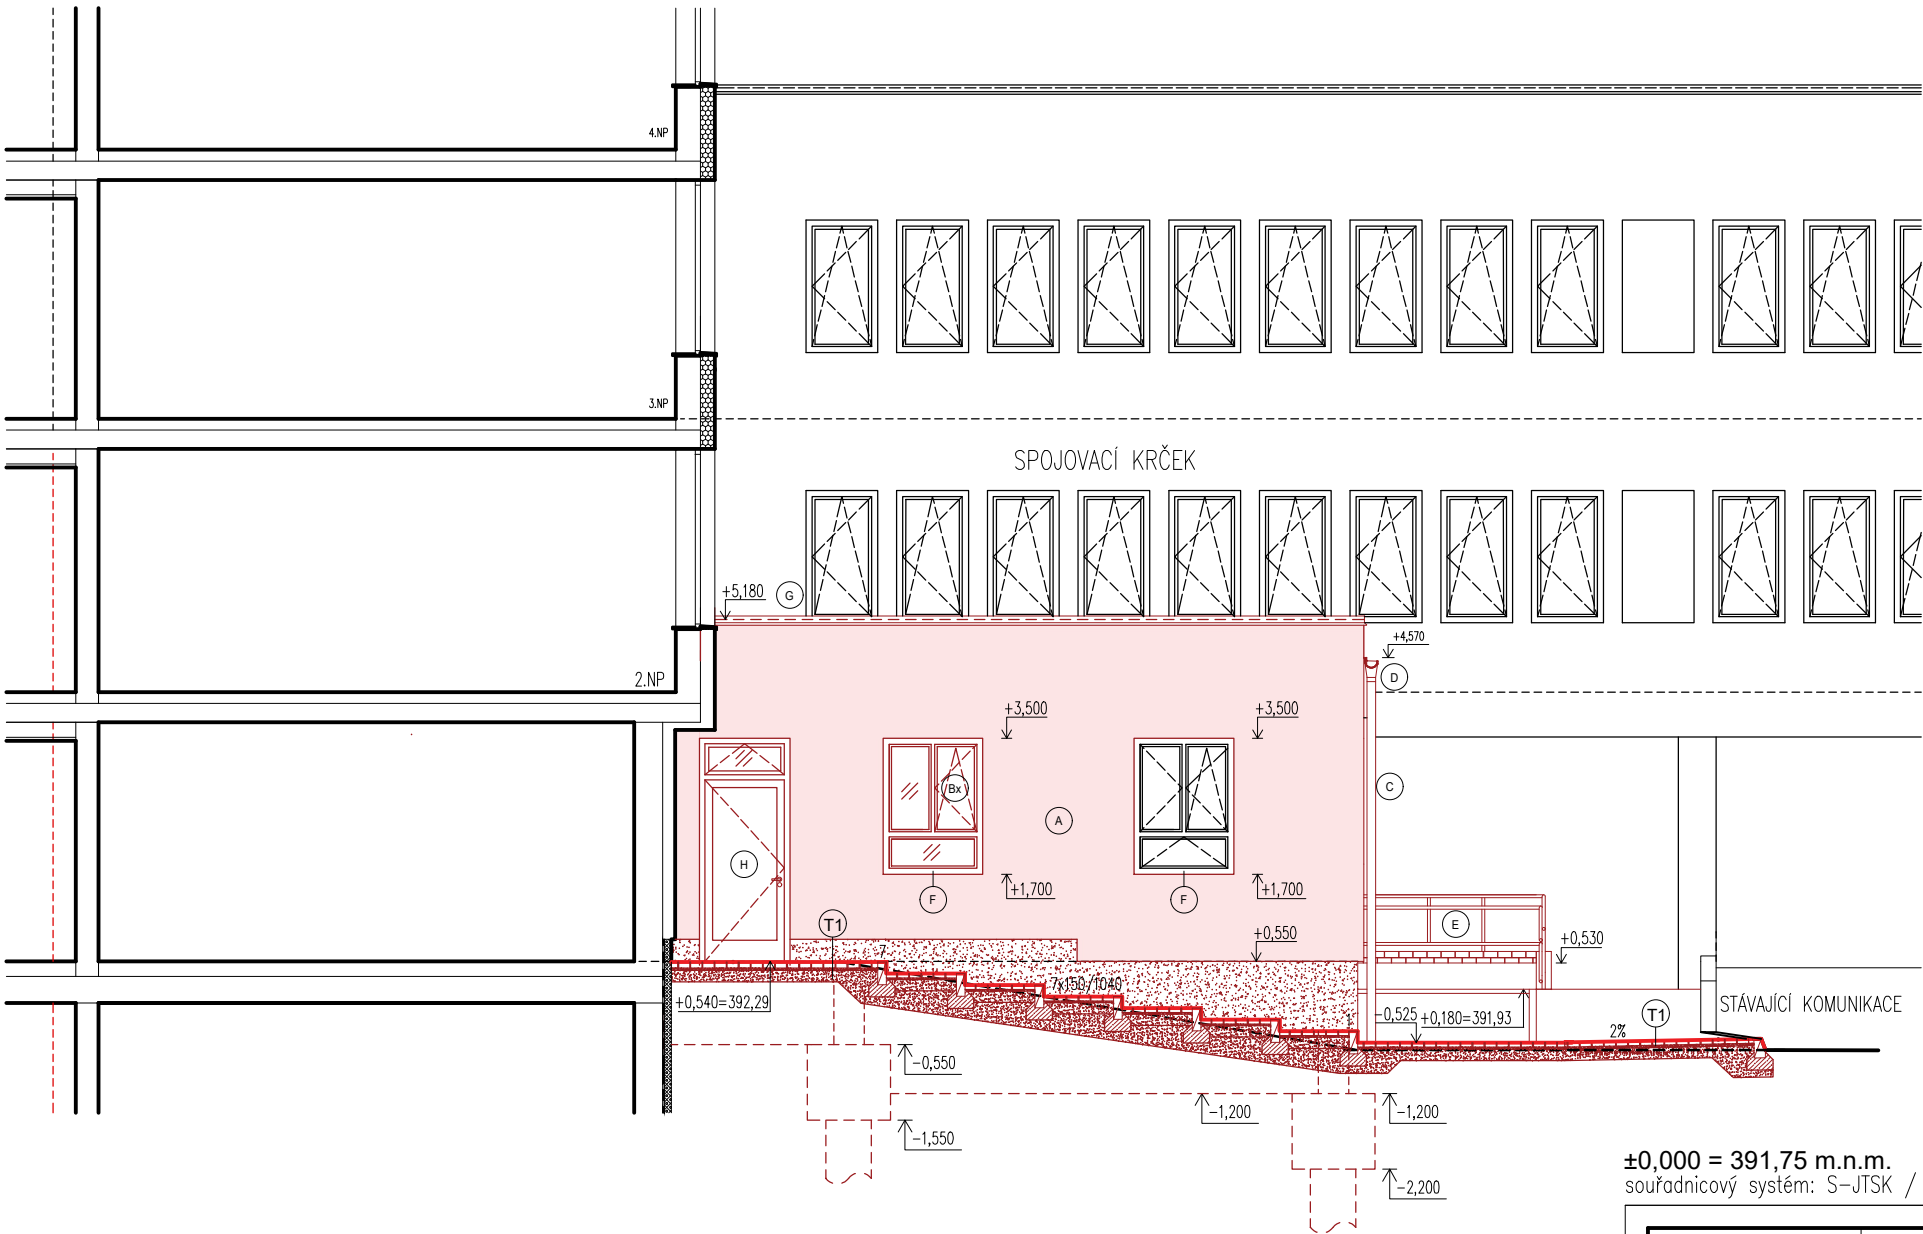 4.NP
3.NP
SPOJOVACÍ KRČEK
+5,180
G
+4,570
D
2.NP
+3,500
+3,500
C
Bx
A
H
+1,700
+1,700
F
F
T1
E
+0,550
+0,530
7
7x150/1040
+0,540=392,29
-0,525
+0,180=391,93
2%
T1
STÁVAJÍCÍ KOMUNIKACE
-0,550
-1,200
-1,200
-1,550
-2,200
±0,000 = 391,75 m.n.m.
souřadnicový systém: S-JTSK /